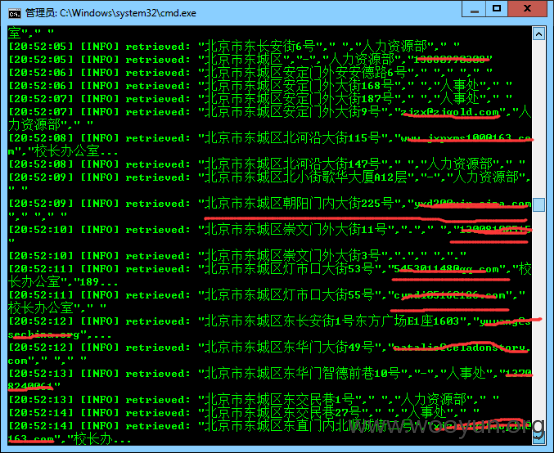 管理员: C:\Windows\system32\cmd.exe
室"," "
[20:52:05] [INFO] retrieved: "北京市东长安街6号"," ","人力资源部"," "
[20:52:05] [INFO] retrieved: "北京市东城区","-","人力资源部",
[20:52:06] [INFO] retrieved: "北京市东城区安定门外安德路6号"," "," "," "
[20:52:06] [INFO] retrieved: "北京市东城区安定门外大街168号"," ","人事处"," "
[20:52:07] [INFO] retrieved: "北京市东城区安定门外大街187号"," ","人事处"," "
[20:52:07] [INFO] retrieved: "北京市东城区安定门外大街9号","
力资源部"," "
[20:52:08] [INFO] retrieved: "北京市东城区北河沿大街115号","
m","校长办公室...
[20:52:08] [INFO] retrieved: "北京市东城区北河沿大街147号"," ","人力资源部"," "
[20:52:09] [INFO] retrieved: "北京市东城区北小街歌华大厦A12层","-","人力资源部",
" "
[20:52:09] [INFO] retrieved: "北京市东城区朝阳门内大街225号","
" "," "," "
[20:52:10] [INFO] retrieved: "北京市东城区崇文门外大街11号"," "," ",
"
[20:52:10] [INFO] retrieved: "北京市东城区崇文门外大街3号"," "," "," "
[20:52:11] [INFO] retrieved: "北京市东城区灯市口大街53号","
长办公室","189...
[20:52:11] [INFO] retrieved: "北京市东城区灯市口大街55号","
校长办公室"," "
[20:52:12] [INFO] retrieved: "北京市东城区东长安街1号东方广场E1座1603","
[20:52:12] [INFO] retrieved: "北京市东城区东华门大街49号","
com"," "," "
[20:52:13] [INFO] retrieved: "北京市东城区东华门智德前巷10号","-","人事处",
[20:52:13] [INFO] retrieved: "北京市东城区东交民巷1号"," ","人力资源部"," "
[20:52:14] [INFO] retrieved: "北京市东城区东交民巷27号"," ","人事处"," "
[20:52:14] [INFO] retrieved: "北京市东城区东直门内北
163.com","校长办...
www.wooyun.org